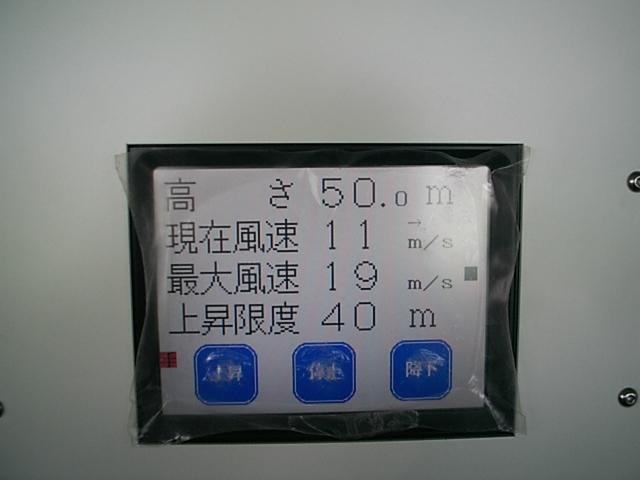 高 さ 50.0 m
現在風速 11 m/s
最大風速 19 m/s
上昇限度 40 m
上昇 停止 降下